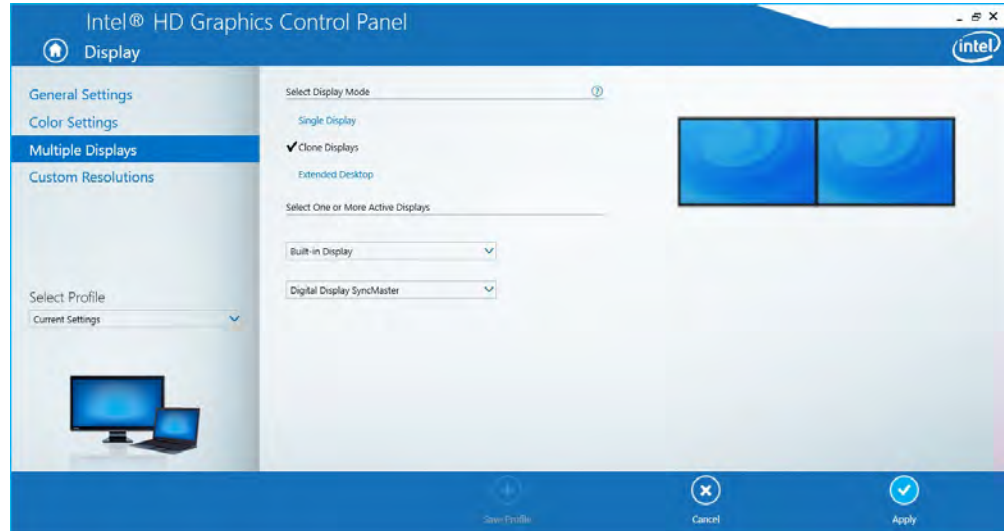 Intel® HD Graphics Control Panel
Display
intel
General Settings
Color Settings
Multiple Displays
Custom Resolutions
Select Profile
Current Settings
Select Display Mode
Single Display
Clone Displays
Extended Desktop
Select One or More Active Displays
Built-in Display
Digital Display SyncMaster
Save Profile
Cancel
Apply